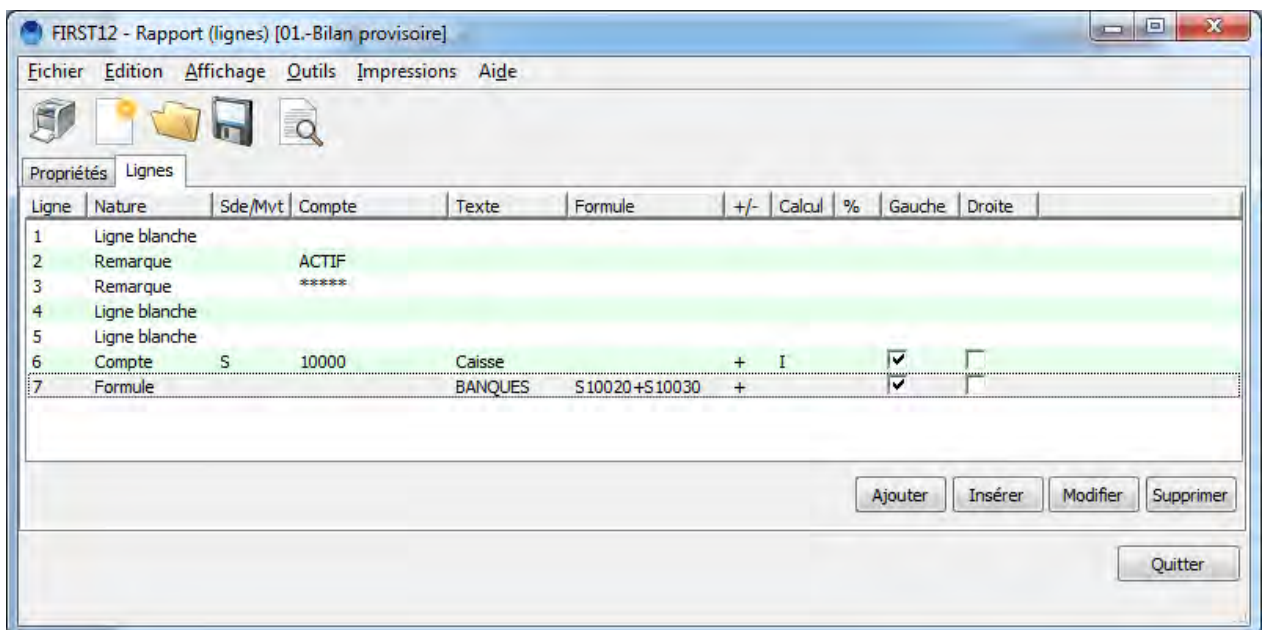 FIRST12 - Rapport (lignes) [01.-Bilan provisoire]
Fichier Edition Affichage Outils Impressions Aide
Propriétés Lignes
Ligne Nature Sde/Mvt Compte Texte Formule +/- Calcul % Gauche Droite
1 Ligne blanche
2 Remarque ACTIF
3 Remarque *****
4 Ligne blanche
5 Ligne blanche
6 Compte S 10000 Caisse + I
7 Formule BANQUES S10020+S10030 +
Ajouter Insérer Modifier Supprimer
Quitter